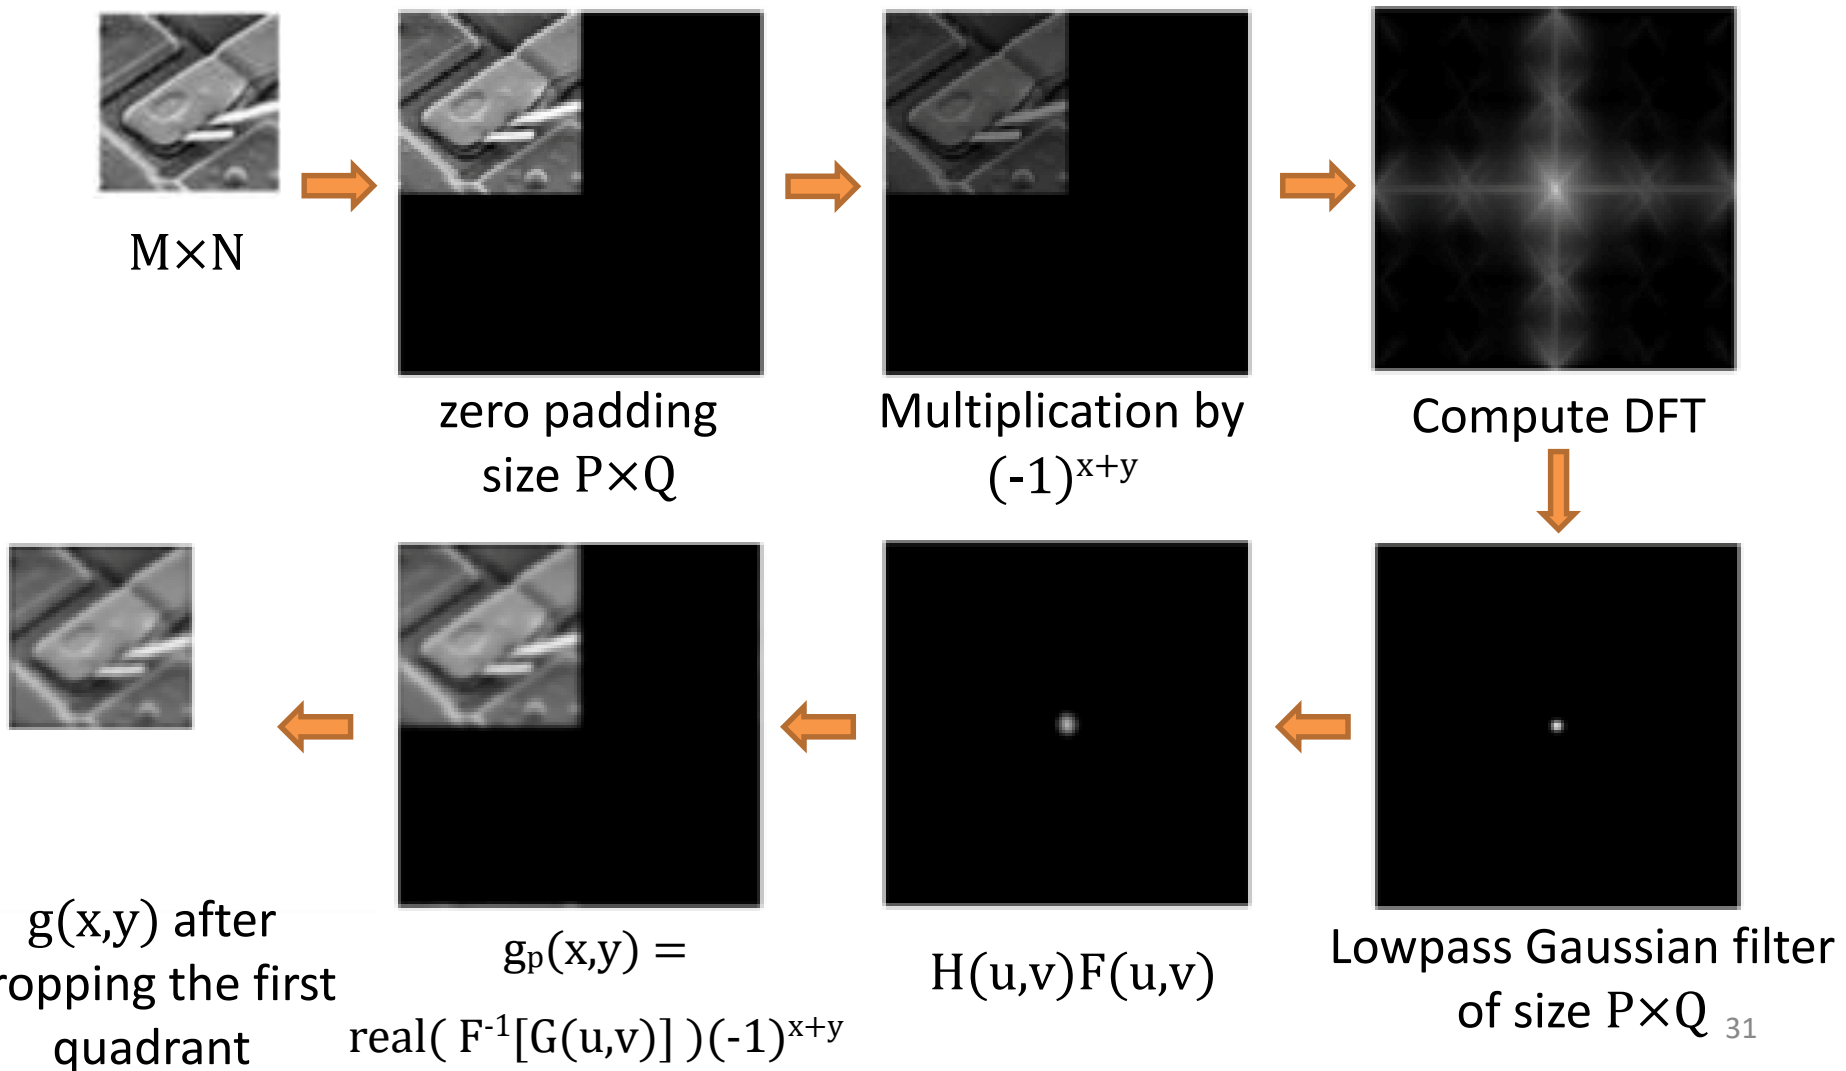 M×N
zero padding
size P×Q
Multiplication by
(-1)^x+y
Compute DFT
g(x,y) after
ropping the first
quadrant
gₚ(x,y) =
real( F⁻¹[G(u,v)] )(-1)^x+y
H(u,v)F(u,v)
Lowpass Gaussian filter
of size P×Q
31